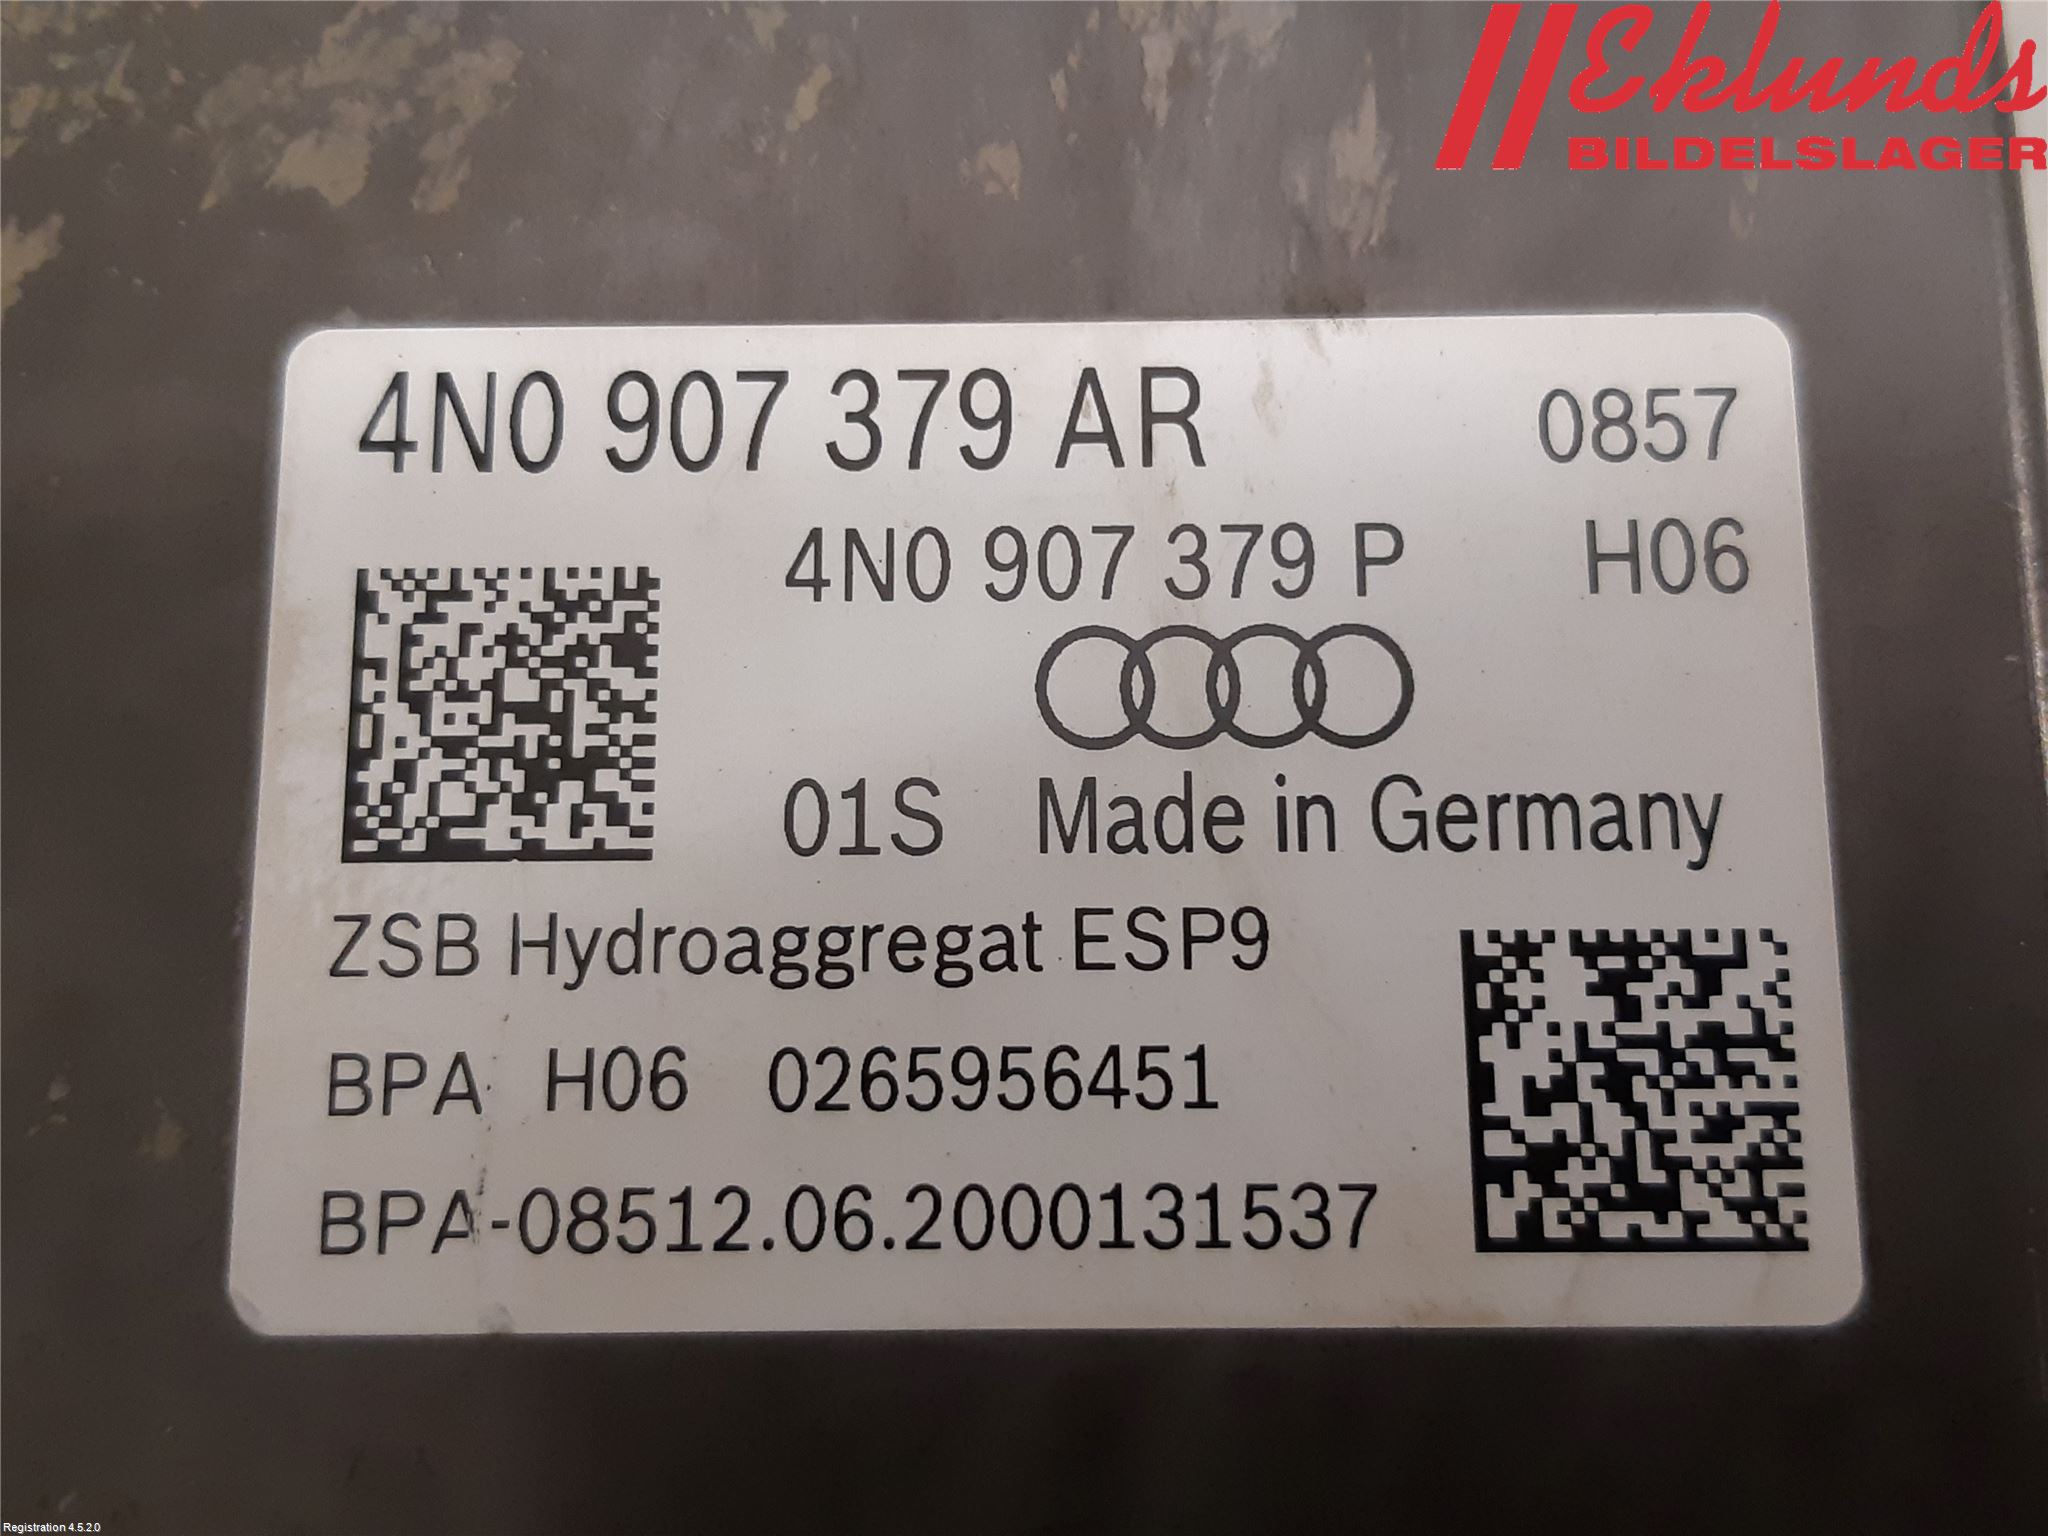 Eklunds
BILDELSLAGER
4N0 907 379 AR 0857
4N0 907 379 P H06
01S Made in Germany
ZSB Hydroaggregat ESP9
BPA H06 0265956451
BPA-08512.06.2000131537
Registration 4.5.2.0